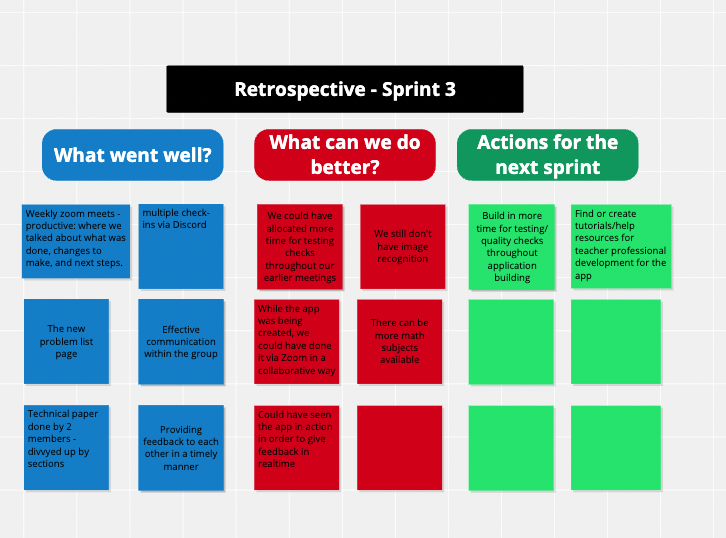 Retrospective - Sprint 3
What went well?
What can we do
better?
Actions for the
next sprint
Weekly zoom meets -
productive: where we
talked about what was
done, changes to
make, and next steps.
multiple check-
ins via Discord
We could have
allocated more
time for testing
checks
throughout our
earlier meetings
We still don't
have image
recognition
Build in more
time for testing/
quality checks
throughout
application
building
Find or create
tutorials/help
resources for
teacher professional
development for the
app
The new
problem list
page
Effective
communication
within the group
While the app
was being
created, we
could have done
it via Zoom in a
collaborative way
There can be
more math
subjects
available
Technical paper
done by 2
members -
divvyed up by
sections
Providing
feedback to each
other in a timely
manner
Could have seen
the app in action
in order to give
feedback in
realtime